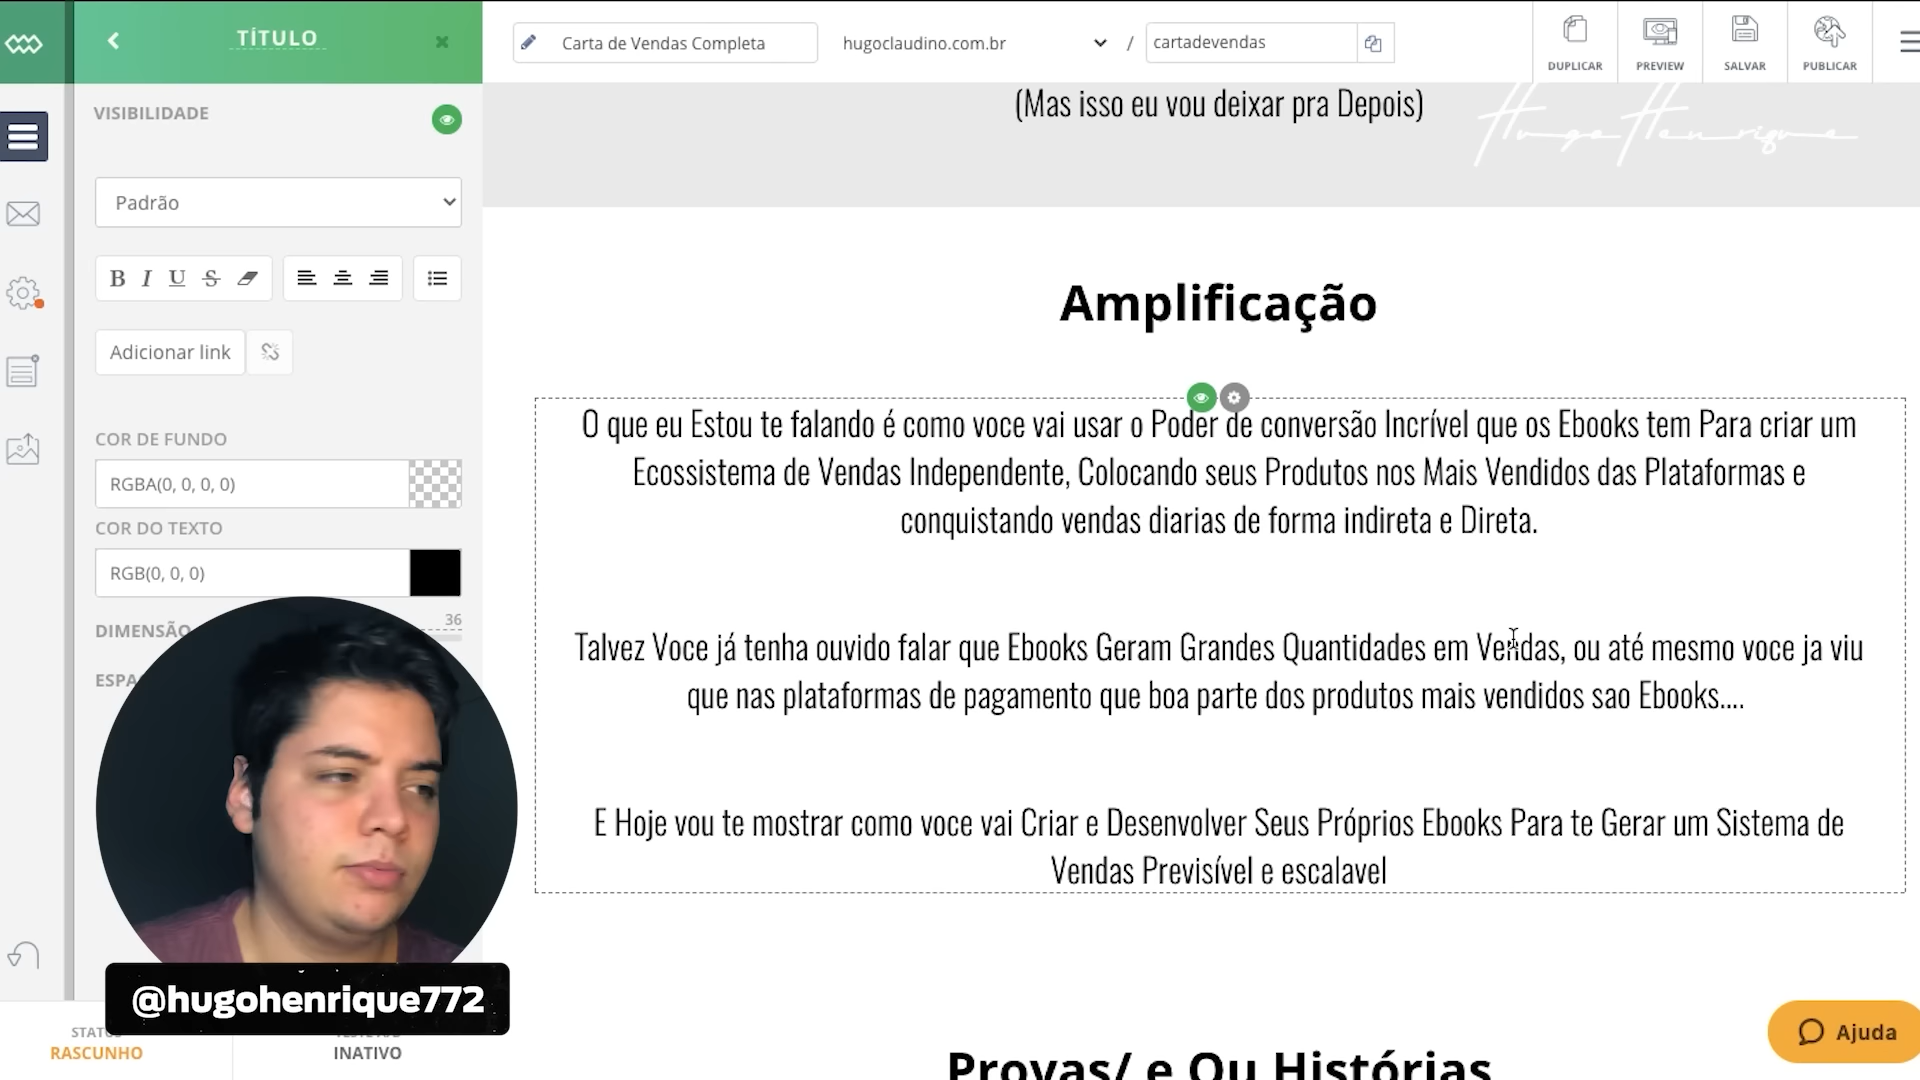 TÍTULO
Carta de Vendas Completa
hugoclaudino.com.br
/
cartadevendas
DUPLICAR
PREVIEW
SALVAR
PUBLICAR
VISIBILIDADE
Padrão
B I U S
Adicionar link
COR DE FUNDO
RGBA(0, 0, 0, 0)
COR DO TEXTO
RGB(0, 0, 0)
DIMENSÃO
36
@hugohenrique772
RASCUNHO
INATIVO
(Mas isso eu vou deixar pra Depois)
Hugo Henrique
Amplificação
O que eu Estou te falando é como voce vai usar o Poder de conversão Incrível que os Ebooks tem Para criar um
Ecossistema de Vendas Independente, Colocando seus Produtos nos Mais Vendidos das Plataformas e
conquistando vendas diarias de forma indireta e Direta.
Talvez Voce já tenha ouvido falar que Ebooks Geram Grandes Quantidades em Vendas, ou até mesmo voce ja viu
que nas plataformas de pagamento que boa parte dos produtos mais vendidos sao Ebooks....
E Hoje vou te mostrar como voce vai Criar e Desenvolver Seus Próprios Ebooks Para te Gerar um Sistema de
Vendas Previsível e escalavel
Provas/ e Ou Histórias
Ajuda